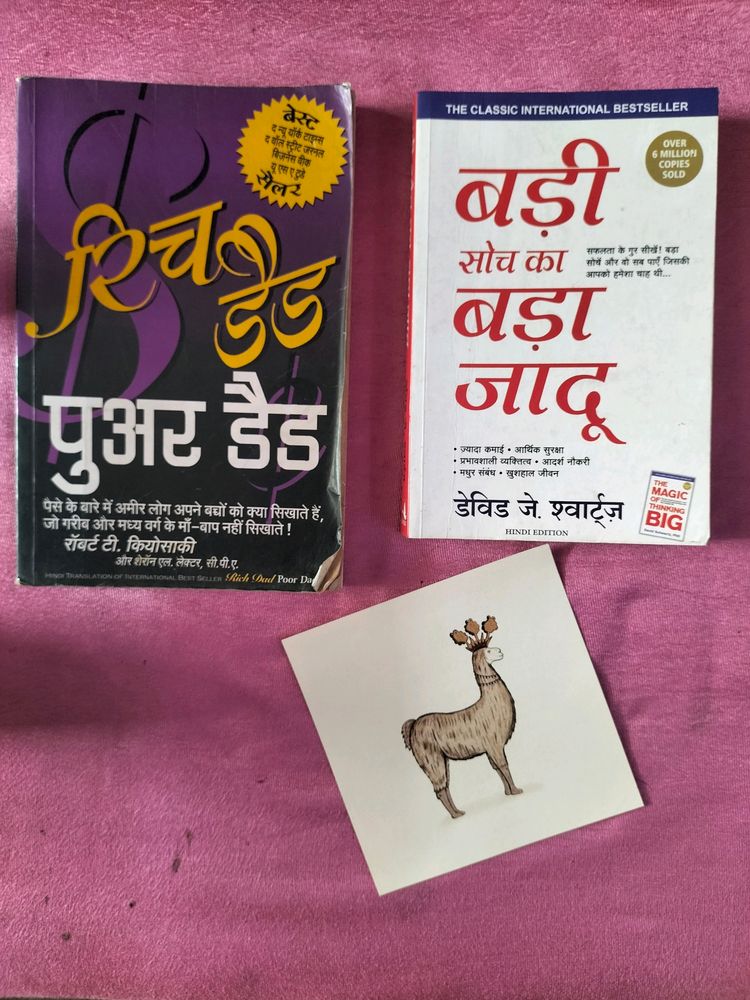 बेस्ट
द न्यू यॉर्क टाइम्स
द वॉल स्ट्रीट जरनल
बिज़नेस वीक
यू एस ए टुडे
सेलर
रिच
डैड
पुअर डैड
पैसे के बारे में अमीर लोग अपने बच्चों को क्या सिखाते हैं,
जो गरीब और मध्य वर्ग के माँ-बाप नहीं सिखाते !
रॉबर्ट टी. कियोसाकी
और शेरॉन एल. लेक्टर, सी.पी.ए.
HINDI TRANSLATION OF INTERNATIONAL BEST SELLER Rich Dad Poor Da
THE CLASSIC INTERNATIONAL BESTSELLER
OVER
6 MILLION
COPIES
SOLD
बड़ी
सोच का
बड़ा
जादू
सफलता के गुर सीखें! बड़ा
सोचें और वो सब पाएँ जिसकी
आपको हमेशा चाह थी...
• ज़्यादा कमाई • आर्थिक सुरक्षा
• प्रभावशाली व्यक्तित्व • आदर्श नौकरी
• मधुर संबंध • खुशहाल जीवन
डेविड जे. श्वार्ट्ज़
HINDI EDITION
THE
MAGIC
OF
THINKING
BIG